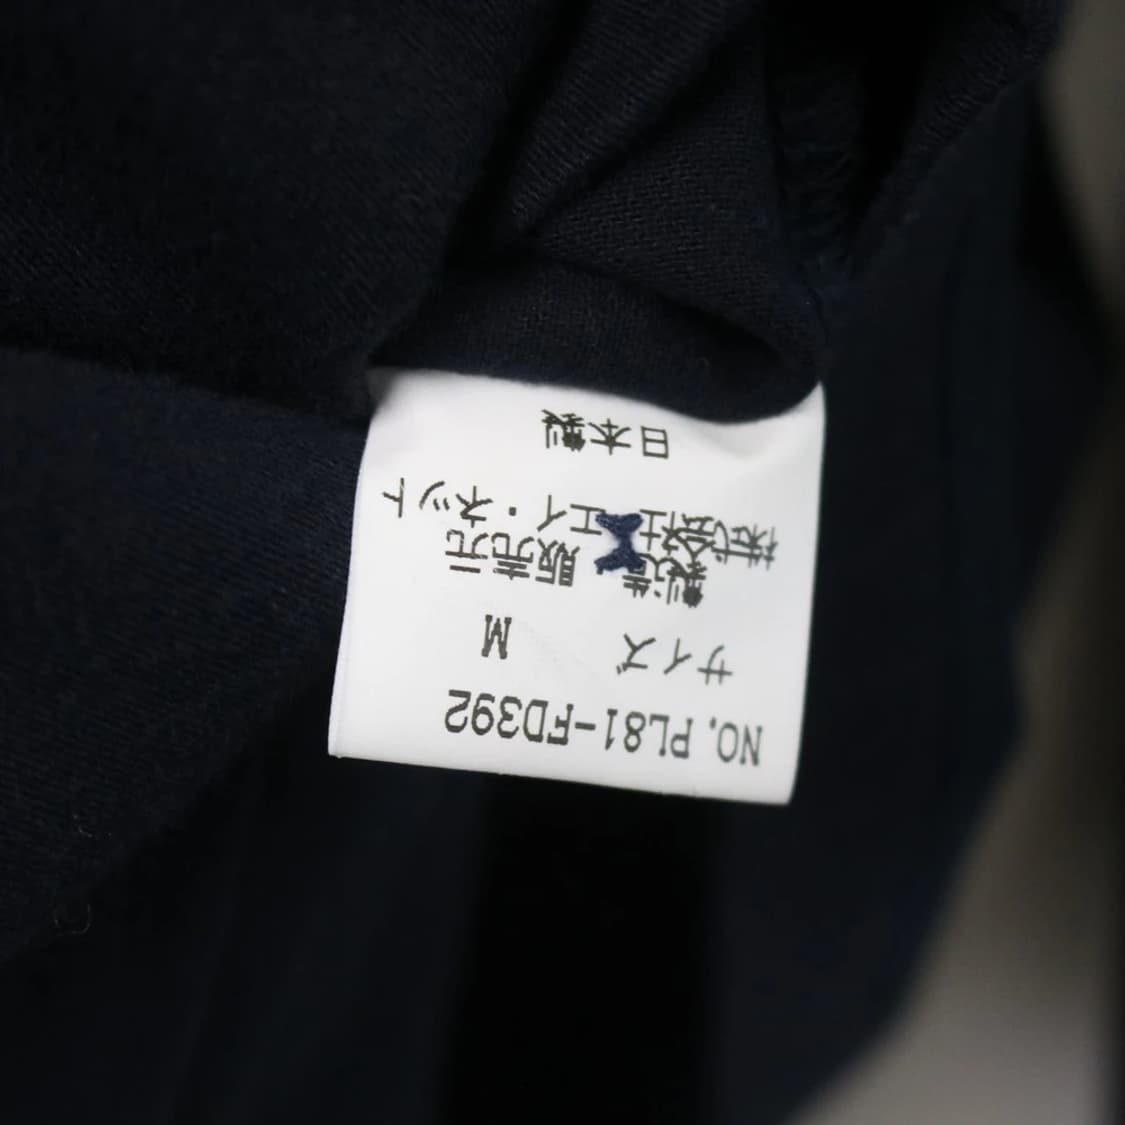 NO. PL81-FD392
サイズ M
製造・販売元
株式会社エイ・ネット
日本製